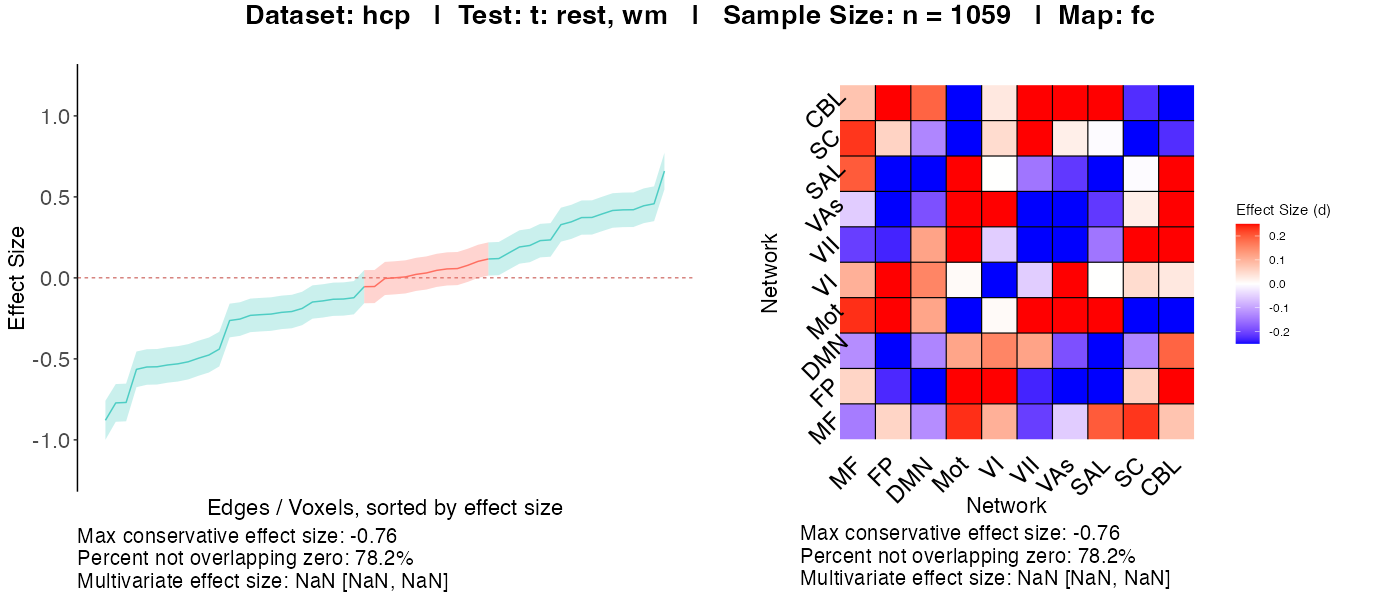 Dataset: hcp | Test: t: rest, wm | Sample Size: n = 1059 | Map: fc
Effect Size
1.0
0.5
0.0
-0.5
-1.0
Edges / Voxels, sorted by effect size
Max conservative effect size: -0.76
Percent not overlapping zero: 78.2%
Multivariate effect size: NaN [NaN, NaN]
Network
CBL
SC
SAL
VAs
VII
VI
Mot
DMN
FP
MF
MF
FP
DMN
Mot
VI
VII
VAs
SAL
SC
CBL
Network
Effect Size (d)
0.2
0.1
0.0
-0.1
-0.2
Max conservative effect size: -0.76
Percent not overlapping zero: 78.2%
Multivariate effect size: NaN [NaN, NaN]